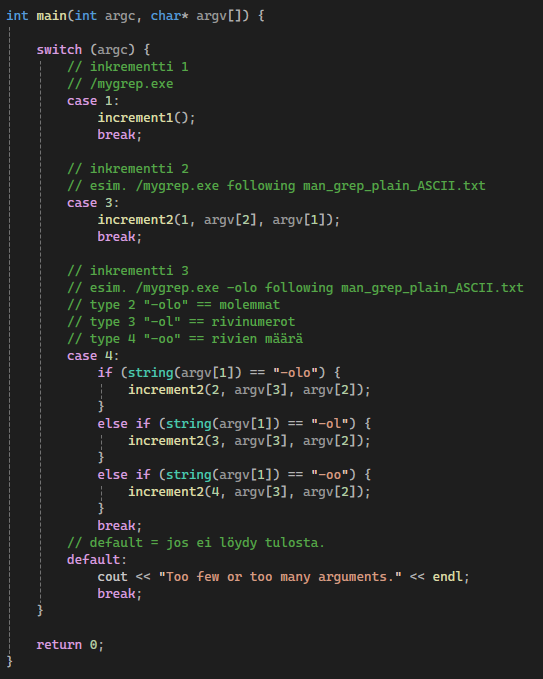 int main(int argc, char* argv[]) {
switch (argc) {
// inkrementti 1
// /mygrep.exe
case 1:
increment1();
break;
// inkrementti 2
// esim. /mygrep.exe following man_grep_plain_ASCII.txt
case 3:
increment2(1, argv[2], argv[1]);
break;
// inkrementti 3
// esim. /mygrep.exe -olo following man_grep_plain_ASCII.txt
// type 2 "-olo" == molemmat
// type 3 "-ol" == rivinumerot
// type 4 "-oo" == rivien määrä
case 4:
if (string(argv[1]) == "-olo") {
increment2(2, argv[3], argv[2]);
}
else if (string(argv[1]) == "-ol") {
increment2(3, argv[3], argv[2]);
}
else if (string(argv[1]) == "-oo") {
increment2(4, argv[3], argv[2]);
}
break;
// default = jos ei löydy tulosta.
default:
cout << "Too few or too many arguments." << endl;
break;
}
return 0;
}